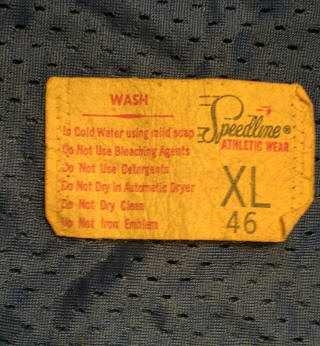 WASH
In Cold Water using mild soap
Do Not Use Bleaching Agents
Do Not Use Detergents
Do Not Dry in Automatic Dryer
Do Not Dry Clean
Do Not Iron Emblem
Speedline®
ATHLETIC WEAR
XL
46